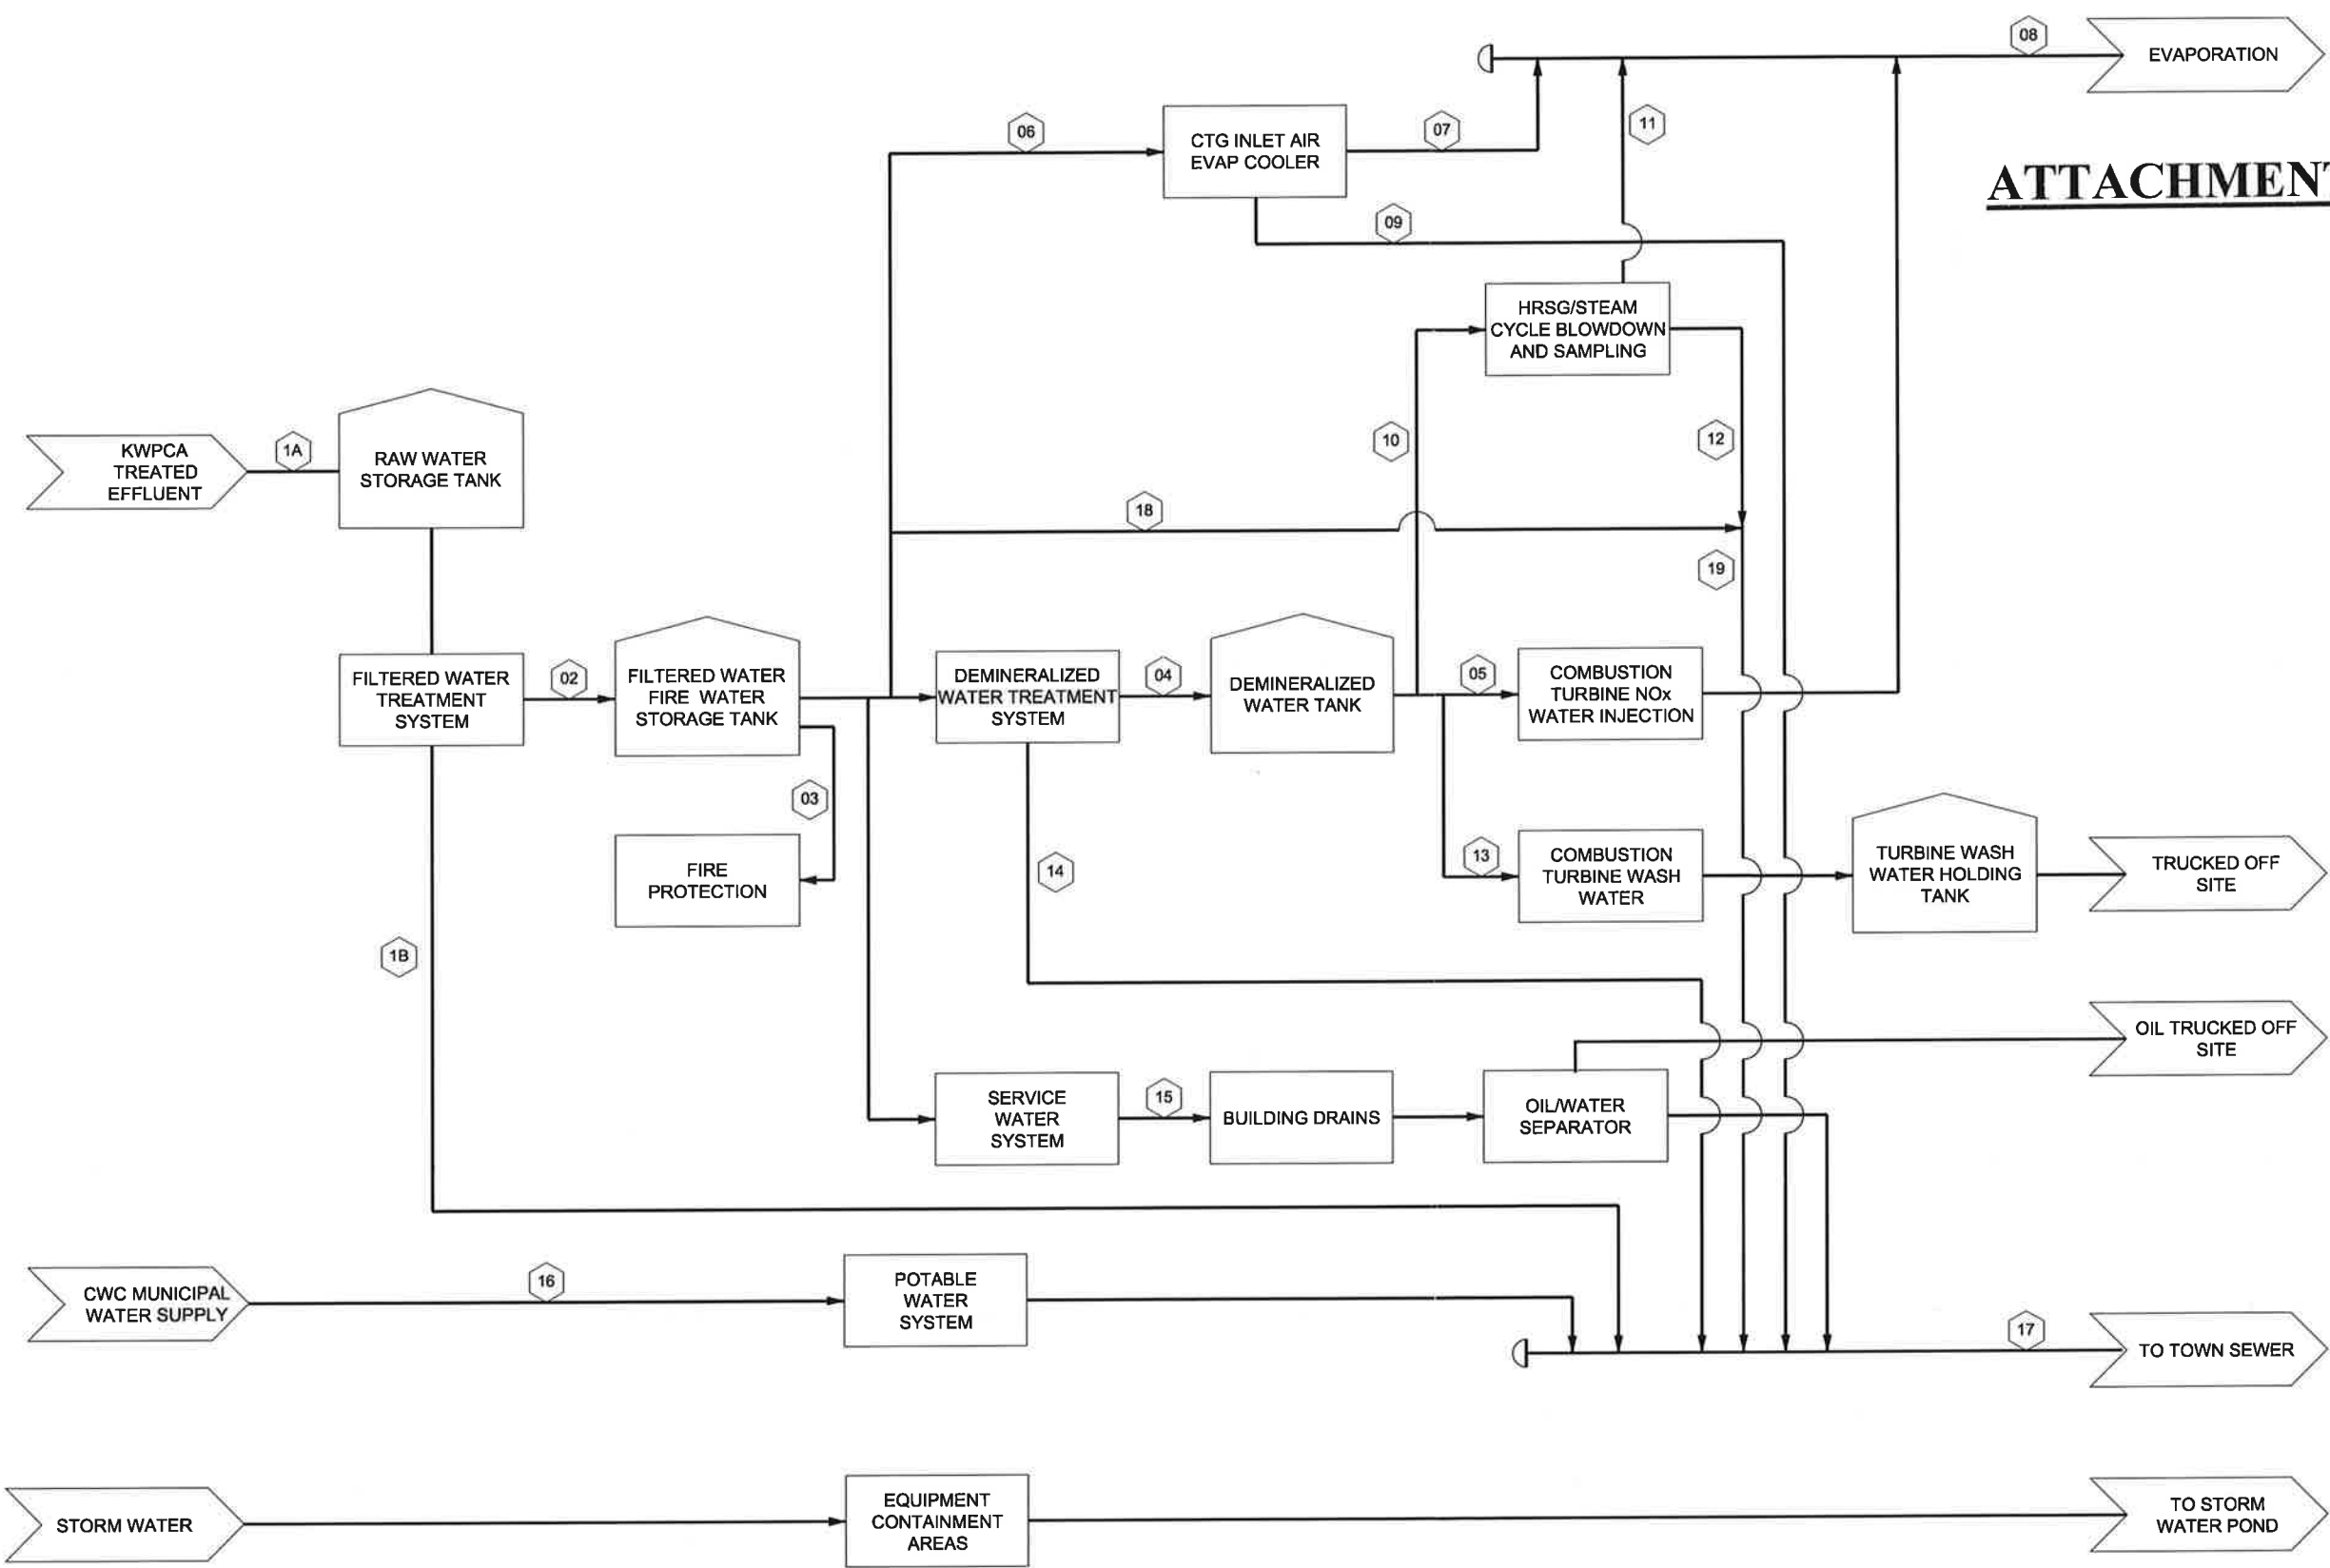 08
EVAPORATION
06
CTG INLET AIR
EVAP COOLER
07
11
ATTACHMENT
09
HRSG/STEAM
CYCLE BLOWDOWN
AND SAMPLING
KWPCA
TREATED
EFFLUENT
1A
RAW WATER
STORAGE TANK
10
12
18
19
FILTERED WATER
TREATMENT
SYSTEM
02
FILTERED WATER
FIRE WATER
STORAGE TANK
DEMINERALIZED
WATER TREATMENT
SYSTEM
04
DEMINERALIZED
WATER TANK
05
COMBUSTION
TURBINE NOx
WATER INJECTION
03
FIRE
PROTECTION
14
13
COMBUSTION
TURBINE WASH
WATER
TURBINE WASH
WATER HOLDING
TANK
TRUCKED OFF
SITE
1B
OIL TRUCKED OFF
SITE
SERVICE
WATER
SYSTEM
15
BUILDING DRAINS
OIL/WATER
SEPARATOR
CWC MUNICIPAL
WATER SUPPLY
16
POTABLE
WATER
SYSTEM
17
TO TOWN SEWER
STORM WATER
EQUIPMENT
CONTAINMENT
AREAS
TO STORM
WATER POND